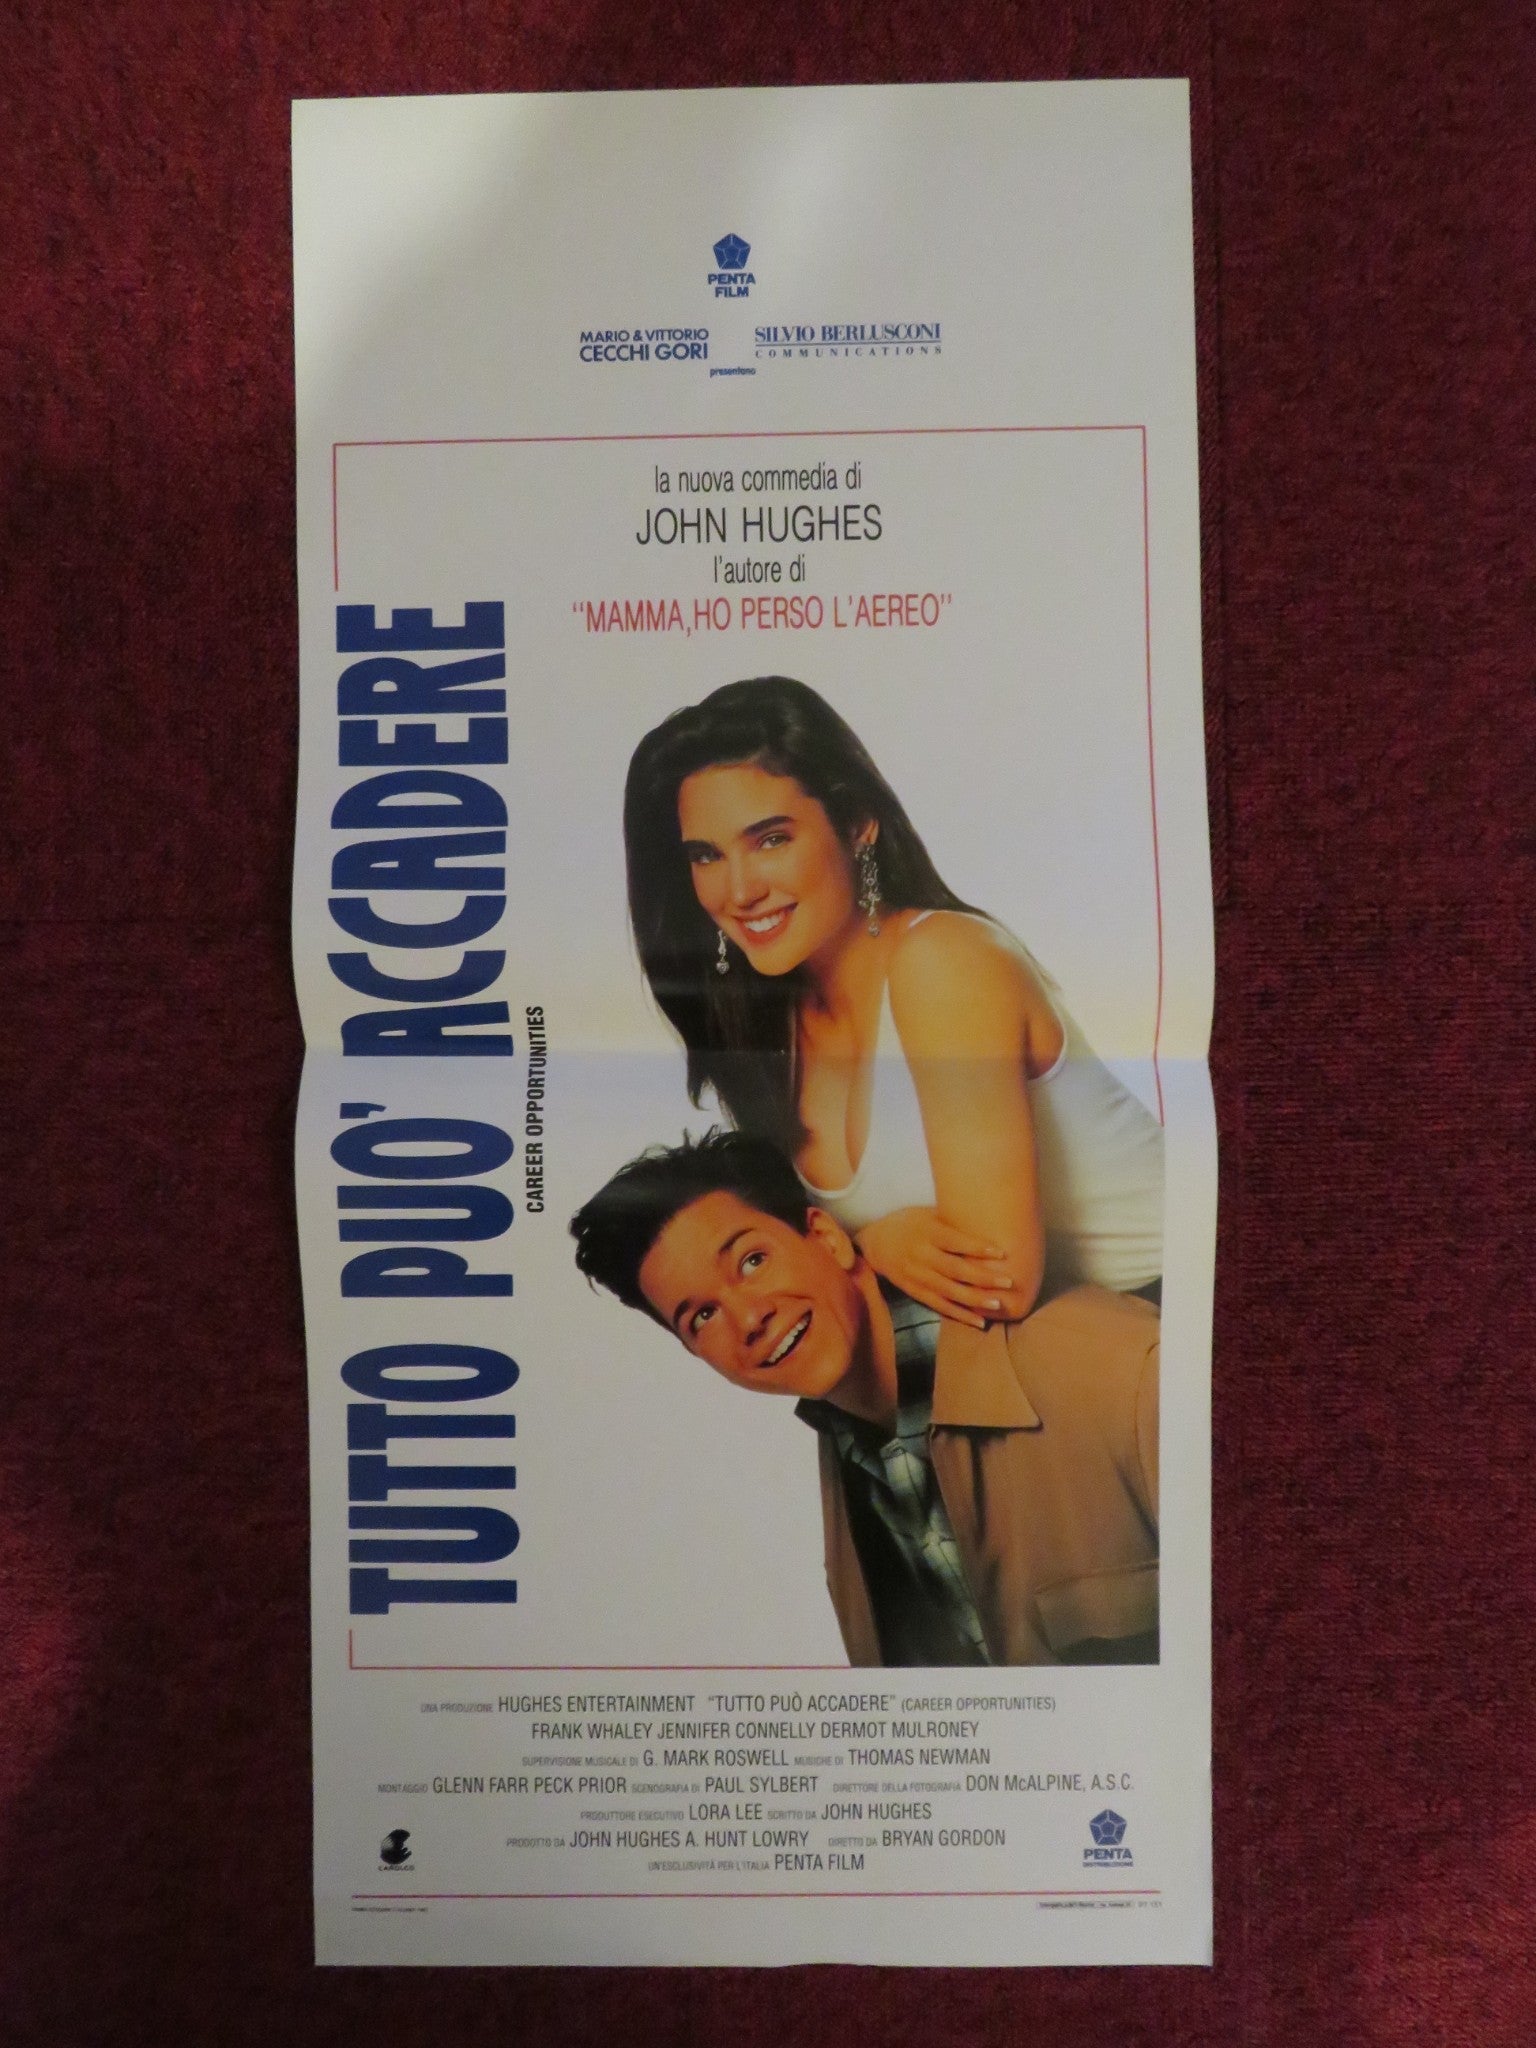 PENTA
FILM
MARIO & VITTORIO
CECCHI GORI
SILVIO BERLUSCONI
COMMUNICATIONS
presentano
la nuova commedia di
JOHN HUGHES
l'autore di
"MAMMA, HO PERSO L'AEREO"
TUTTO PUO' ACCADERE
CAREER OPPORTUNITIES
UNA PRODUZIONE HUGHES ENTERTAINMENT "TUTTO PUÒ ACCADERE" (CAREER OPPORTUNITIES)
FRANK WHALEY JENNIFER CONNELLY DERMOT MULRONEY
SUPERVISIONE MUSICALE DI G. MARK ROSWELL MUSICHE DI THOMAS NEWMAN
MONTAGGIO GLENN FARR PECK PRIOR SCENOGRAFIA DI PAUL SYLBERT DIRETTORE DELLA FOTOGRAFIA DON McALPINE, A.S.C.
PRODUTTORE ESECUTIVO LORA LEE SCRITTO DA JOHN HUGHES
PRODOTTO DA JOHN HUGHES A. HUNT LOWRY DIRETTO DA BRYAN GORDON
UN'ESCLUSIVITÀ PER L'ITALIA PENTA FILM
CAROLCO
PENTA
DISTRIBUZIONE